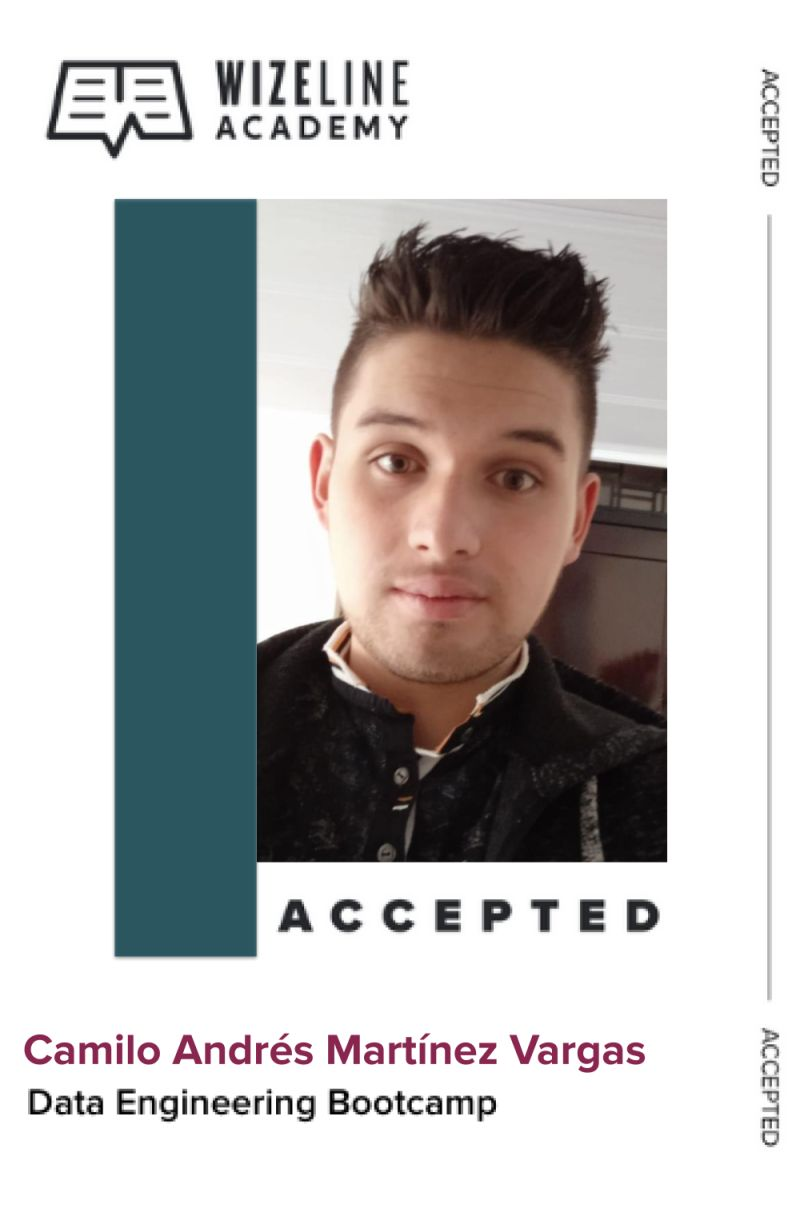 WIZELINE
ACADEMY
ACCEPTED
ACCEPTED
Camilo Andrés Martínez Vargas
Data Engineering Bootcamp
ACCEPTED